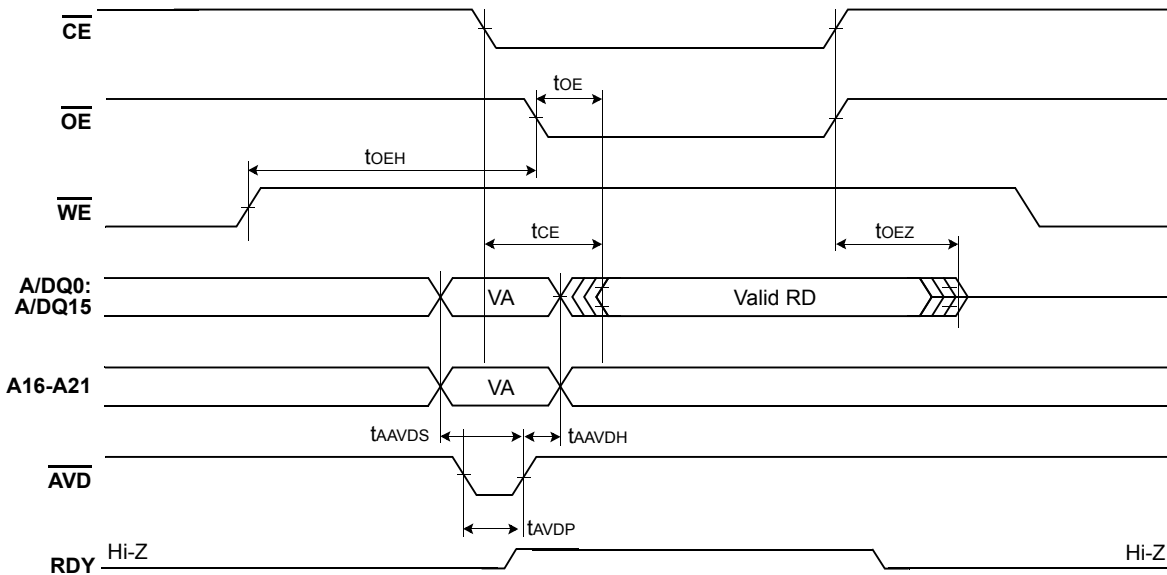 CE
tOE
OE
tOEH
WE
tCE
tOEZ
A/DQ0:
A/DQ15
VA
Valid RD
A16-A21
VA
tAAVDS
tAAVDH
AVD
tAVDP
Hi-Z
Hi-Z
RDY